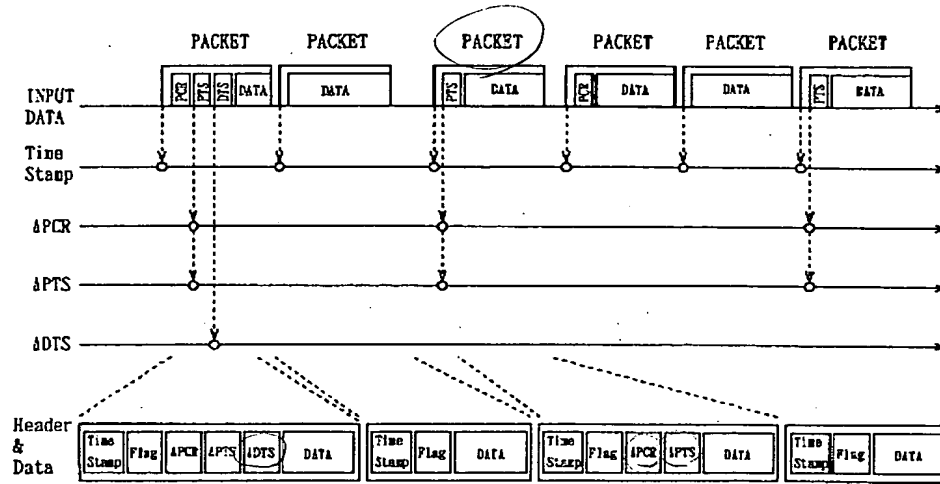 PACKET PACKET PACKET PACKET PACKET PACKET
PCR PTS DTS DATA DATA PTS DATA PCR DATA DATA PTS DATA
INPUT
DATA
Time
Stamp
ΔPCR
ΔPTS
ΔDTS
Header
&
Data
Time Stamp Flag ΔPCR ΔPTS ΔDTS DATA Time Stamp Flag DATA Time Stamp Flag ΔPCR ΔPTS DATA Time Stamp Flag DATA